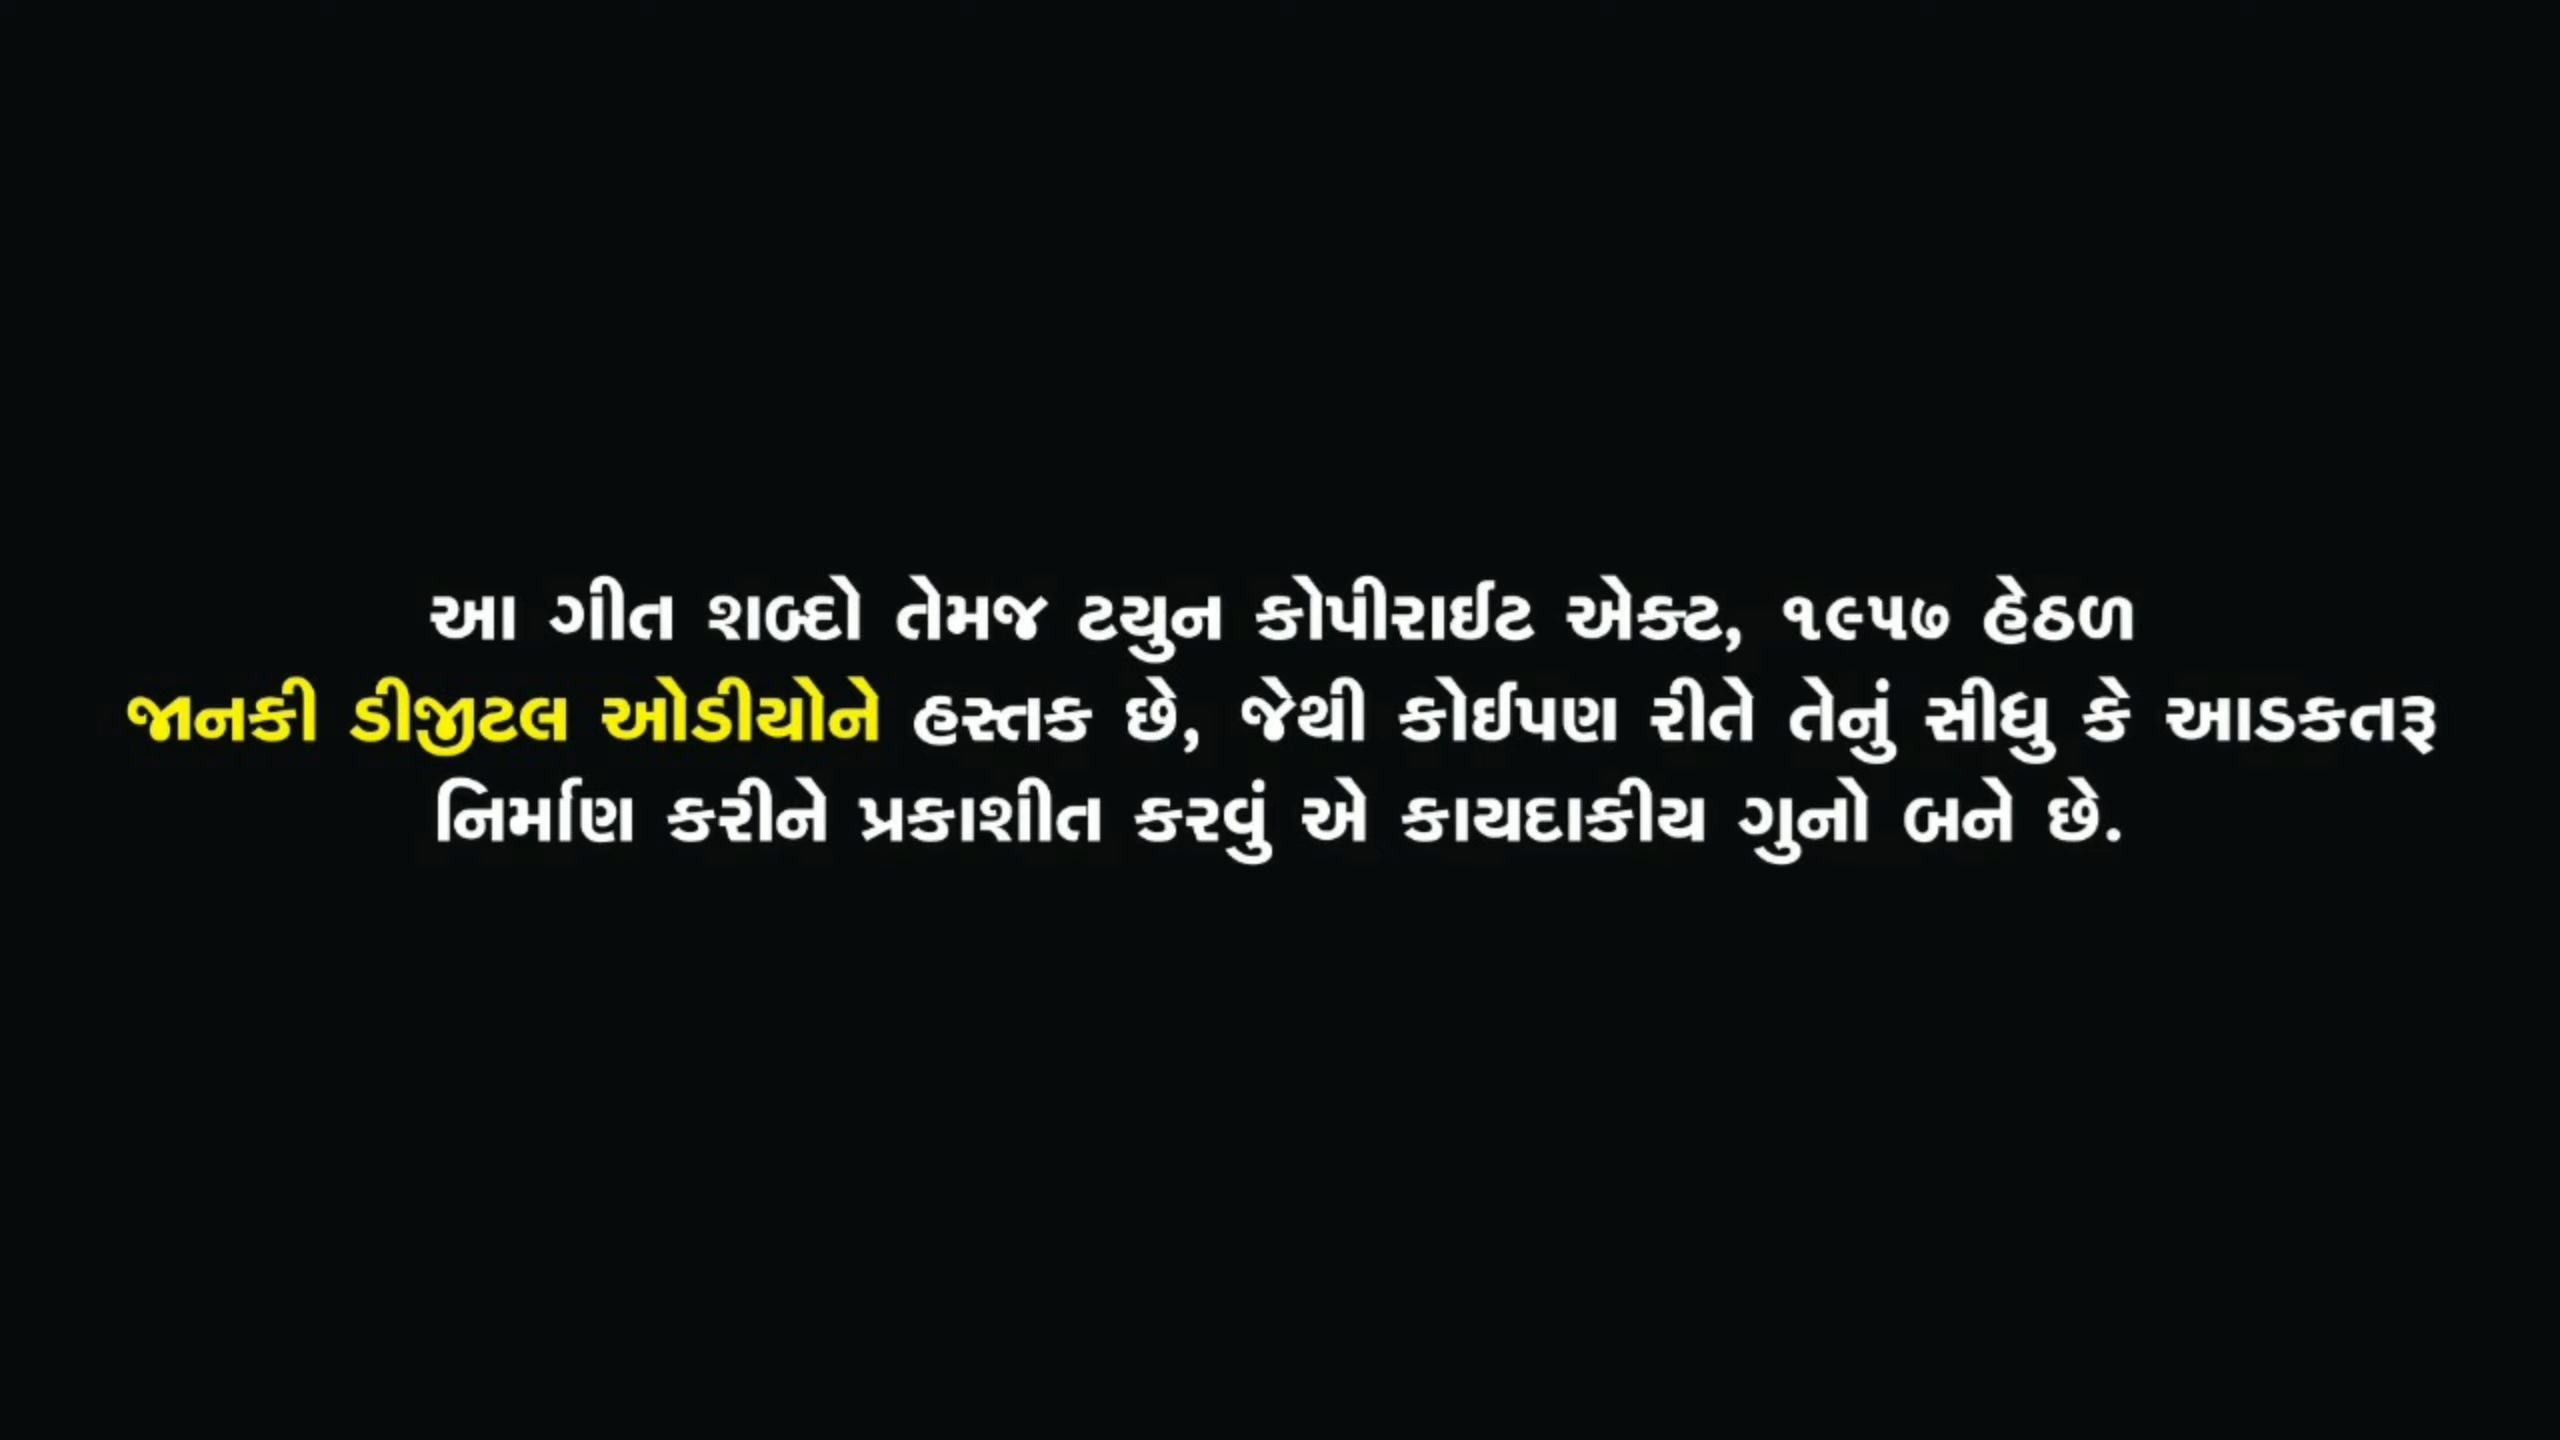 આ ગીત શબ્દો તેમજ ટયુન કોપીરાઈટ એક્ટ, ૧૯૫૭ હેઠળ
જાનકી ડીજીટલ ઓડીયોને હસ્તક છે, જેથી કોઈપણ રીતે તેનું સીધુ કે આડકતરૂ
નિર્માણ કરીને પ્રકાશીત કરવું એ કાયદાકીય ગુનો બને છે.